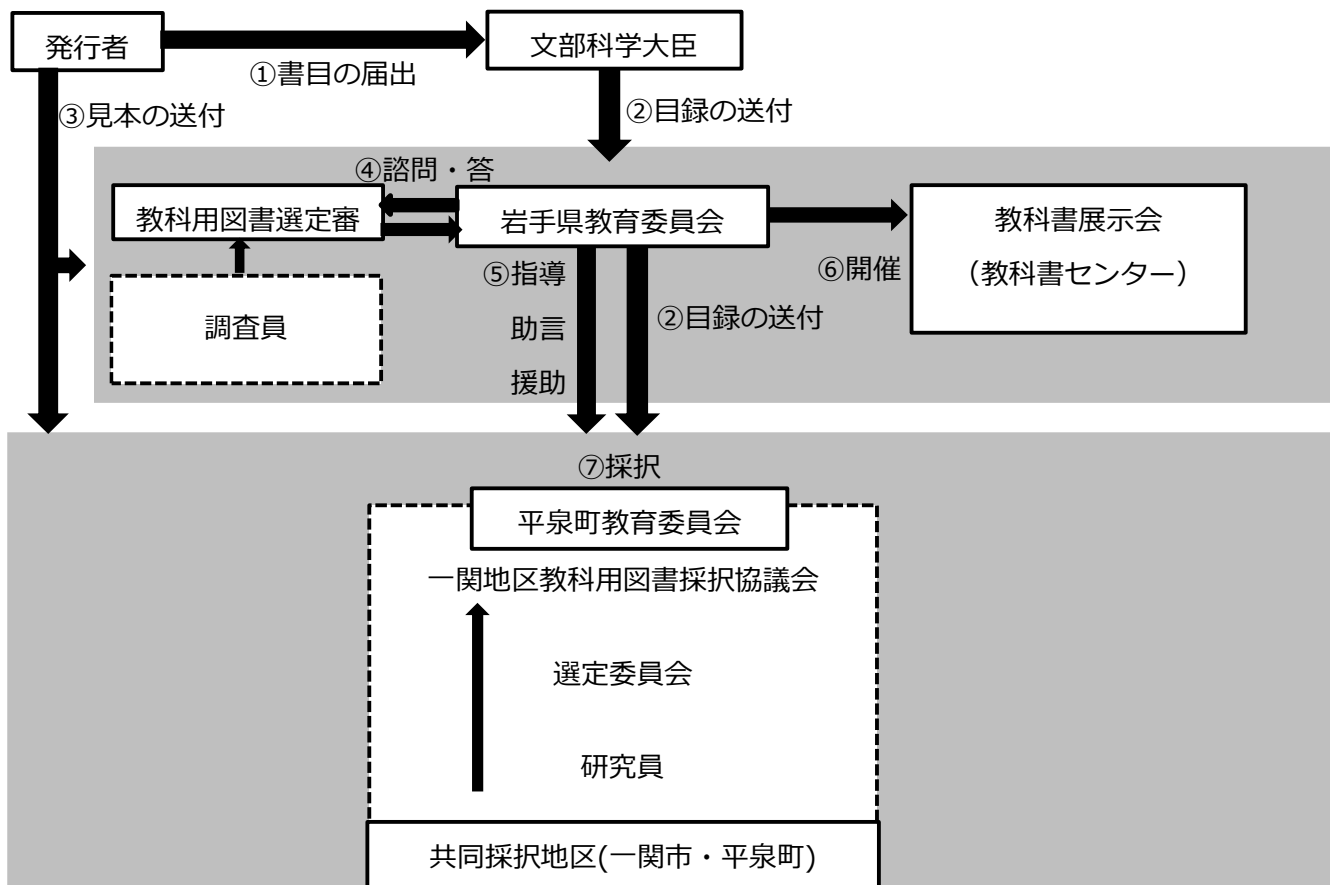 発行者
文部科学大臣
①書目の届出
③見本の送付
②目録の送付
④諮問・答
教科用図書選定審
岩手県教育委員会
教科書展示会
（教科書センター）
⑤指導
助言
援助
⑥開催
②目録の送付
調査員
⑦採択
平泉町教育委員会
一関地区教科用図書採択協議会
選定委員会
研究員
共同採択地区(一関市・平泉町)